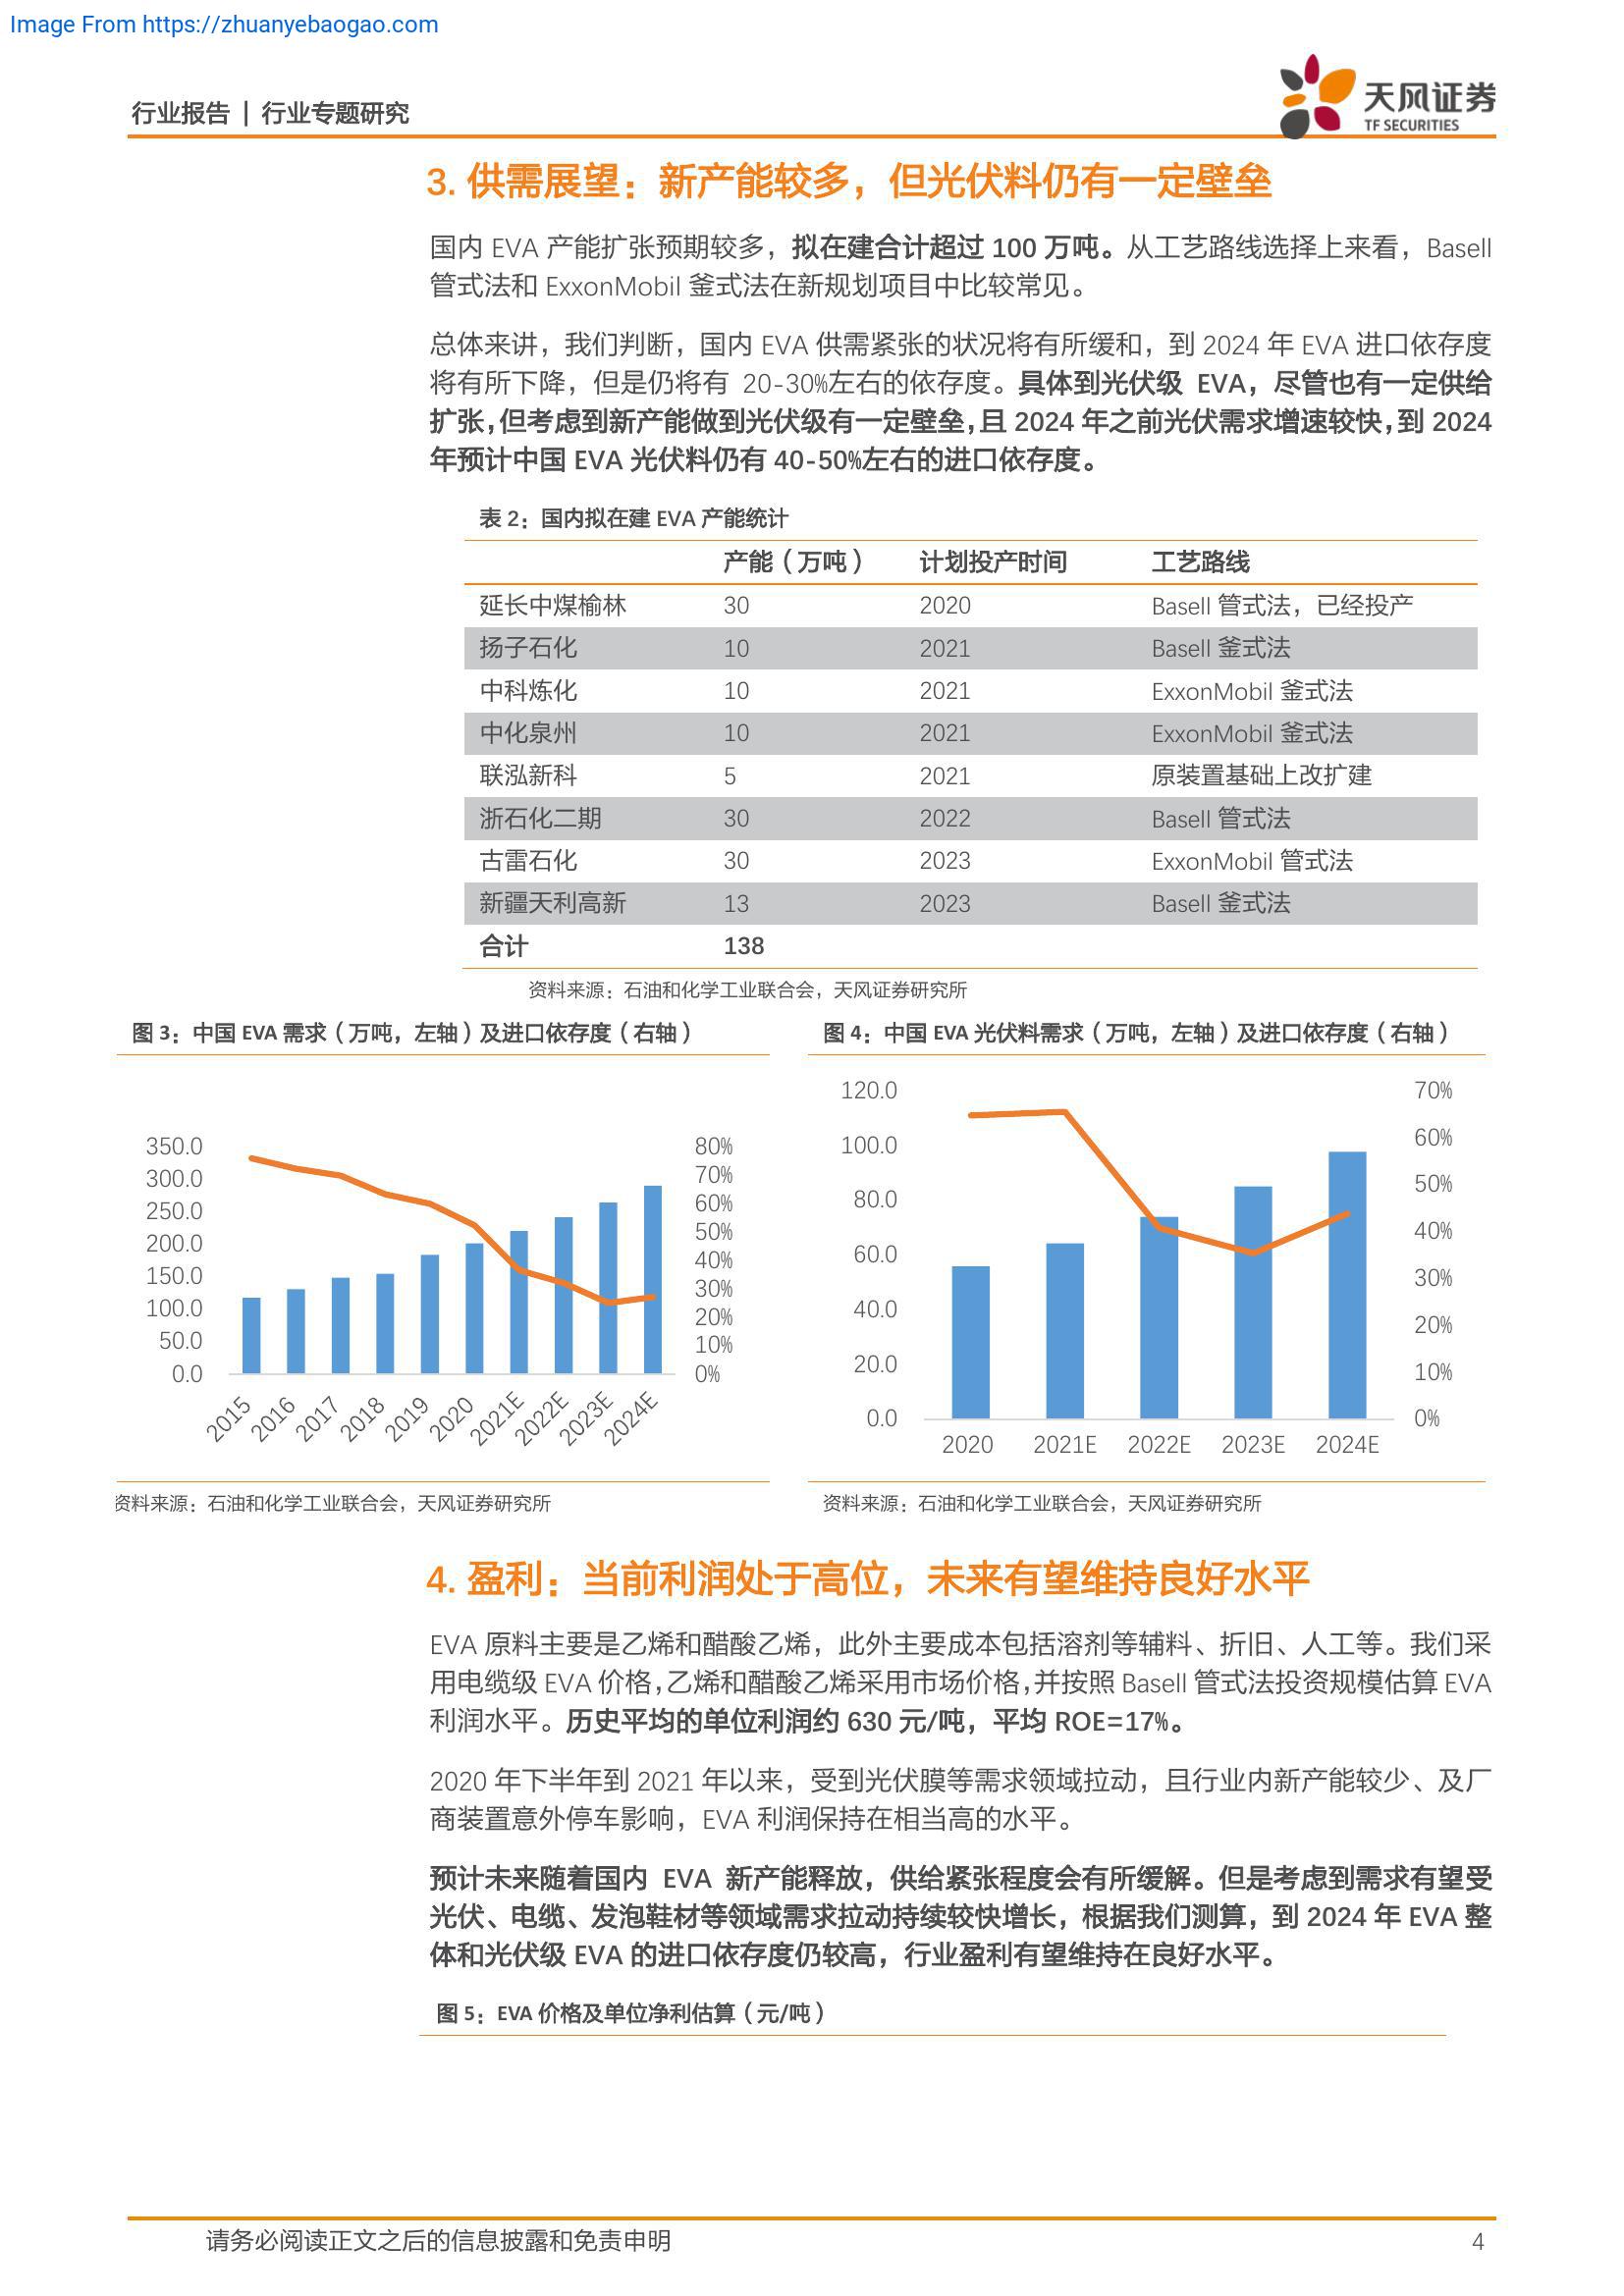 Image From https://zhuanyebaogao.com
行业报告 | 行业专题研究
天风证券
TF SECURITIES
3. 供需展望：新产能较多，但光伏料仍有一定壁垒
国内 EVA 产能扩张预期较多，拟在建合计超过 100 万吨。从工艺路线选择上来看，Basell
管式法和 ExxonMobil 釜式法在新规划项目中比较常见。
总体来讲，我们判断，国内 EVA 供需紧张的状况将有所缓和，到 2024 年 EVA 进口依存度
将有所下降，但是仍将有 20-30%左右的依存度。具体到光伏级 EVA，尽管也有一定供给
扩张，但考虑到新产能做到光伏级有一定壁垒，且 2024 年之前光伏需求增速较快，到 2024
年预计中国 EVA 光伏料仍有 40-50%左右的进口依存度。
表 2：国内拟在建 EVA 产能统计
产能（万吨） 计划投产时间 工艺路线
延长中煤榆林 30 2020 Basell 管式法，已经投产
扬子石化 10 2021 Basell 釜式法
中科炼化 10 2021 ExxonMobil 釜式法
中化泉州 10 2021 ExxonMobil 釜式法
联泓新科 5 2021 原装置基础上改扩建
浙石化二期 30 2022 Basell 管式法
古雷石化 30 2023 ExxonMobil 管式法
新疆天利高新 13 2023 Basell 釜式法
合计 138
资料来源：石油和化学工业联合会，天风证券研究所
图 3：中国 EVA 需求（万吨，左轴）及进口依存度（右轴）
350.0
300.0
250.0
200.0
150.0
100.0
50.0
0.0
80%
70%
60%
50%
40%
30%
20%
10%
0%
2015 2016 2017 2018 2019 2020 2021E 2022E 2023E 2024E
资料来源：石油和化学工业联合会，天风证券研究所
图 4：中国 EVA 光伏料需求（万吨，左轴）及进口依存度（右轴）
120.0
100.0
80.0
60.0
40.0
20.0
0.0
70%
60%
50%
40%
30%
20%
10%
0%
2020 2021E 2022E 2023E 2024E
资料来源：石油和化学工业联合会，天风证券研究所
4. 盈利：当前利润处于高位，未来有望维持良好水平
EVA 原料主要是乙烯和醋酸乙烯，此外主要成本包括溶剂等辅料、折旧、人工等。我们采
用电缆级 EVA 价格，乙烯和醋酸乙烯采用市场价格，并按照 Basell 管式法投资规模估算 EVA
利润水平。历史平均的单位利润约 630 元/吨，平均 ROE=17%。
2020 年下半年到 2021 年以来，受到光伏膜等需求领域拉动，且行业内新产能较少、及厂
商装置意外停车影响，EVA 利润保持在相当高的水平。
预计未来随着国内 EVA 新产能释放，供给紧张程度会有所缓解。但是考虑到需求有望受
光伏、电缆、发泡鞋材等领域需求拉动持续较快增长，根据我们测算，到 2024 年 EVA 整
体和光伏级 EVA 的进口依存度仍较高，行业盈利有望维持在良好水平。
图 5：EVA 价格及单位净利估算（元/吨）
请务必阅读正文之后的信息披露和免责申明
4